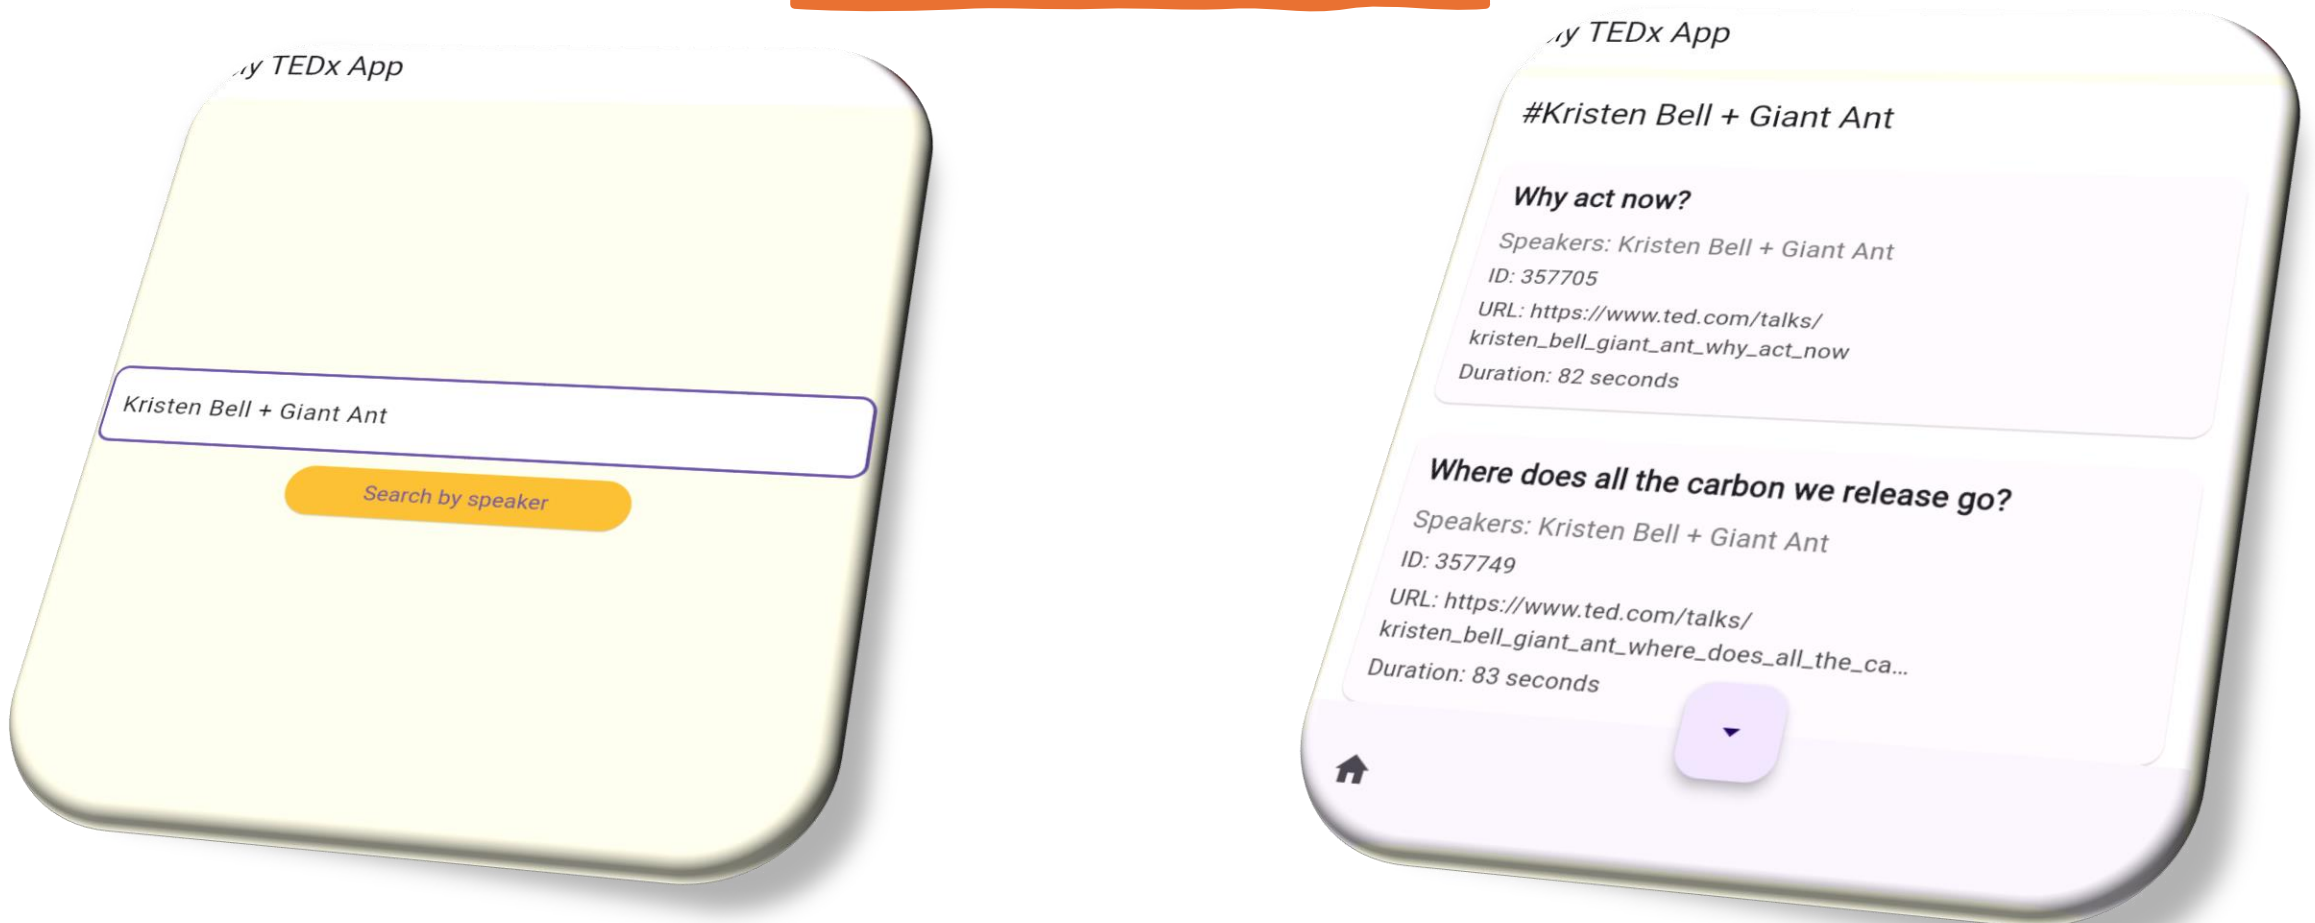 TEDx App
Kristen Bell + Giant Ant
Search by speaker
TEDx App
#Kristen Bell + Giant Ant
Why act now?
Speakers: Kristen Bell + Giant Ant
ID: 357705
URL: https://www.ted.com/talks/
kristen_bell_giant_ant_why_act_now
Duration: 82 seconds
Where does all the carbon we release go?
Speakers: Kristen Bell + Giant Ant
ID: 357749
URL: https://www.ted.com/talks/
kristen_bell_giant_ant_where_does_all_the_ca...
Duration: 83 seconds